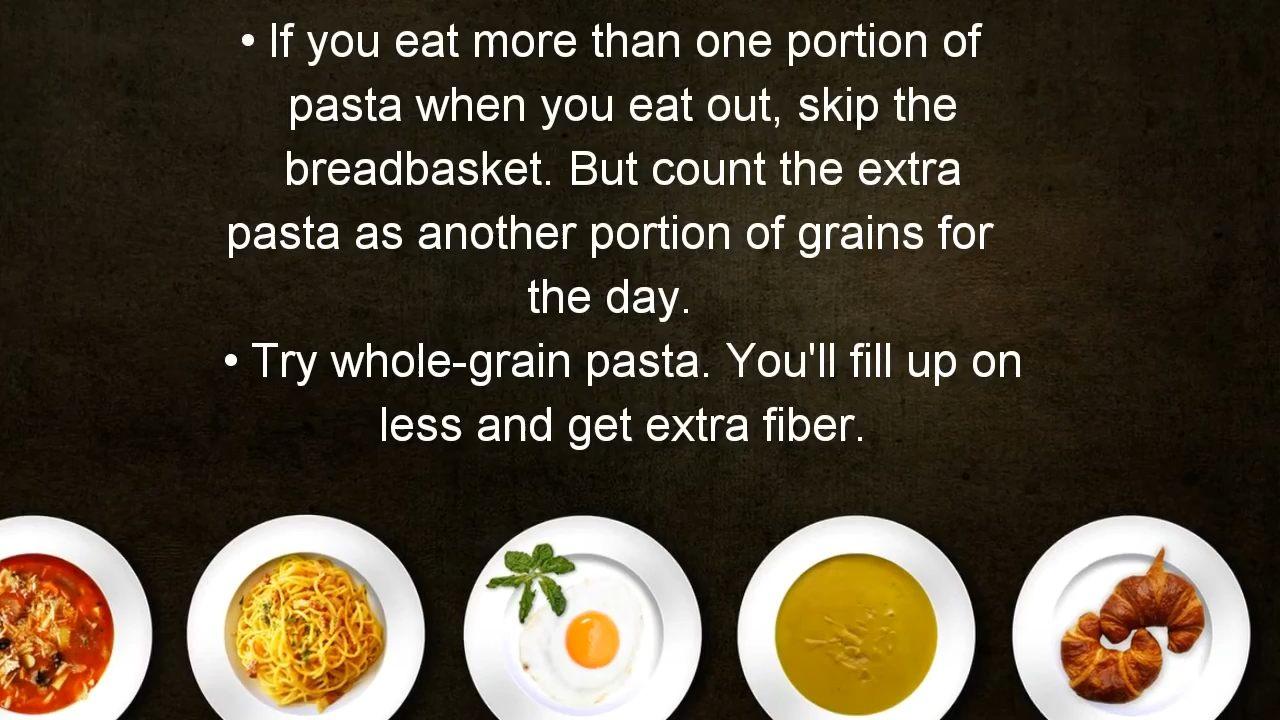 • If you eat more than one portion of
pasta when you eat out, skip the
breadbasket. But count the extra
pasta as another portion of grains for
the day.
• Try whole-grain pasta. You'll fill up on
less and get extra fiber.